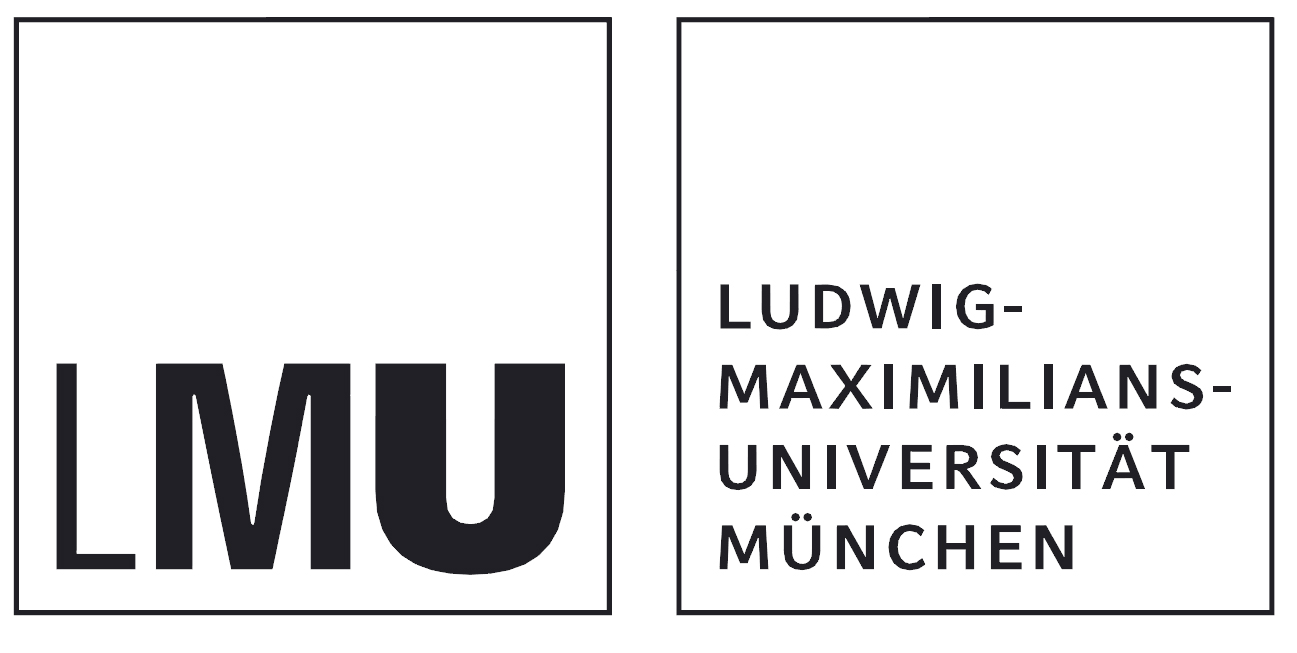 LMU
LUDWIG-
MAXIMILIANS-
UNIVERSITÄT
MÜNCHEN